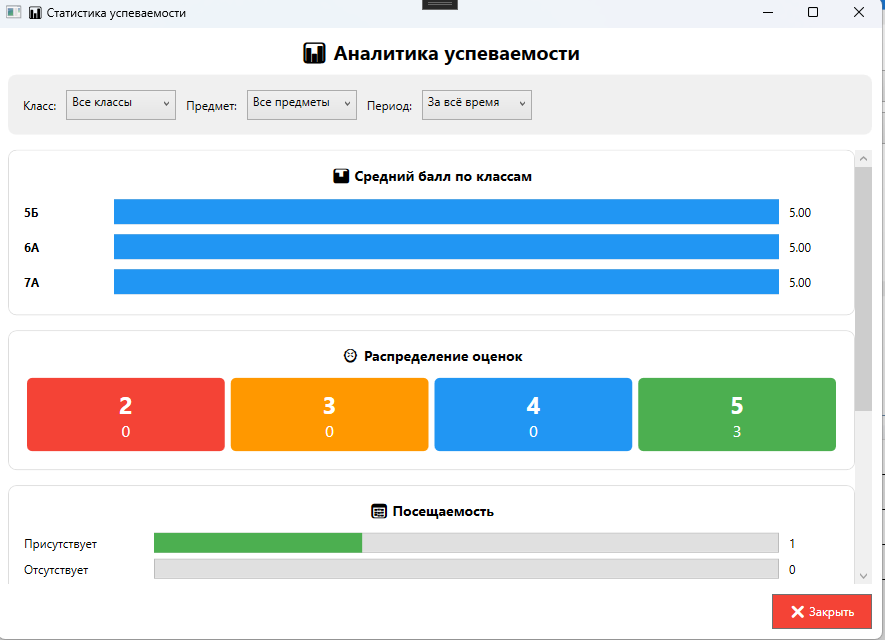 Статистика успеваемости
Аналитика успеваемости
Класс: Все классы Предмет: Все предметы Период: За всё время
Средний балл по классам
5Б 5.00
6А 5.00
7А 5.00
Распределение оценок
2 3 4 5
0 0 0 3
Посещаемость
Присутствует 1
Отсутствует 0
Закрыть